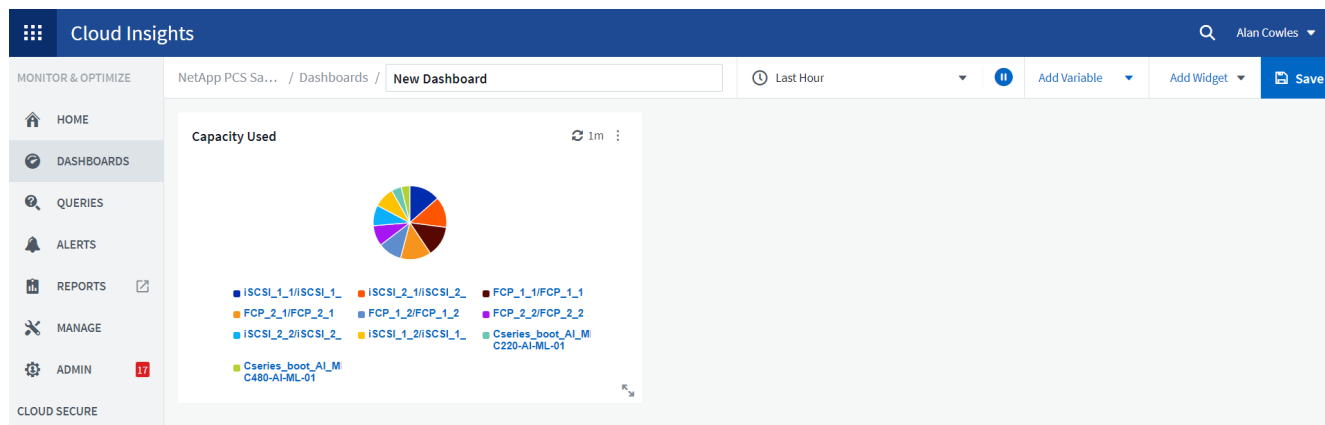 Cloud Insights
Alan Cowles
MONITOR & OPTIMIZE
NetApp PCS Sa... / Dashboards / New Dashboard
Last Hour
Add Variable
Add Widget
Save
HOME
DASHBOARDS
QUERIES
ALERTS
REPORTS
MANAGE
ADMIN
17
CLOUD SECURE
Capacity Used
1m
iSCSI_1_1/iSCSI_1_
iSCSI_2_1/iSCSI_2_
FCP_1_1/FCP_1_1
FCP_2_1/FCP_2_1
FCP_1_2/FCP_1_2
FCP_2_2/FCP_2_2
iSCSI_2_2/iSCSI_2_
iSCSI_1_2/iSCSI_1_
Cseries_boot_AI_M
C220-AI-ML-01
Cseries_boot_AI_M
C480-AI-ML-01